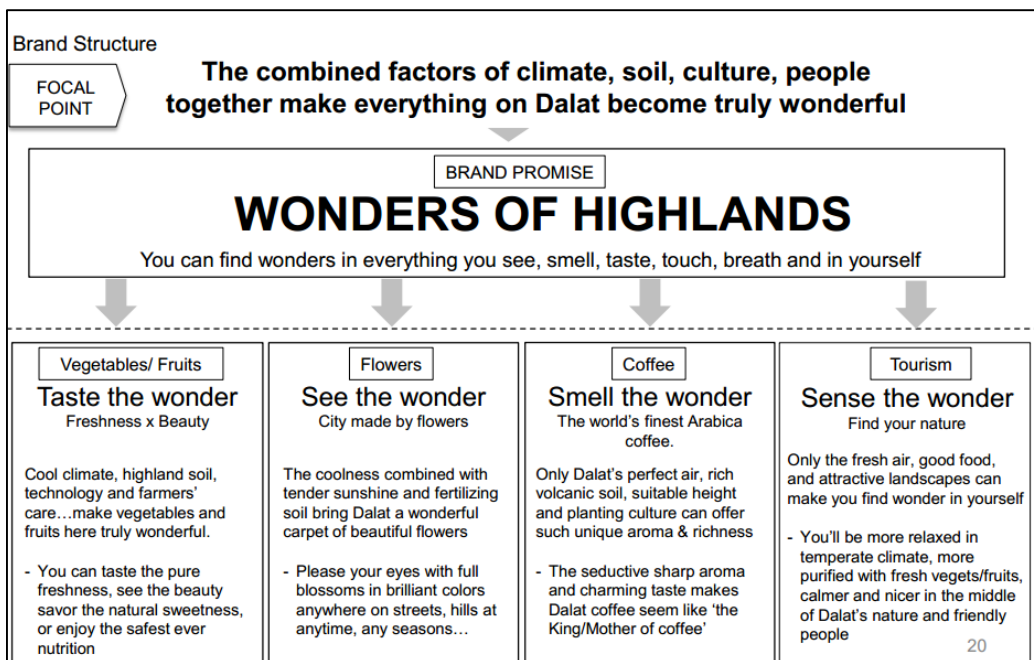 Brand Structure
FOCAL
POINT
The combined factors of climate, soil, culture, people
together make everything on Dalat become truly wonderful
BRAND PROMISE
WONDERS OF HIGHLANDS
You can find wonders in everything you see, smell, taste, touch, breath and in yourself
Vegetables/ Fruits
Taste the wonder
Freshness x Beauty
Cool climate, highland soil,
technology and farmers'
care…make vegetables and
fruits here truly wonderful.
- You can taste the pure
freshness, see the beauty
savor the natural sweetness,
or enjoy the safest ever
nutrition
Flowers
See the wonder
City made by flowers
The coolness combined with
tender sunshine and fertilizing
soil bring Dalat a wonderful
carpet of beautiful flowers
- Please your eyes with full
blossoms in brilliant colors
anywhere on streets, hills at
anytime, any seasons…
Coffee
Smell the wonder
The world's finest Arabica
coffee.
Only Dalat's perfect air, rich
volcanic soil, suitable height
and planting culture can offer
such unique aroma & richness
- The seductive sharp aroma
and charming taste makes
Dalat coffee seem like 'the
King/Mother of coffee'
Tourism
Sense the wonder
Find your nature
Only the fresh air, good food,
and attractive landscapes can
make you find wonder in yourself
- You'll be more relaxed in
temperate climate, more
purified with fresh vegets/fruits,
calmer and nicer in the middle
of Dalat's nature and friendly
people
20